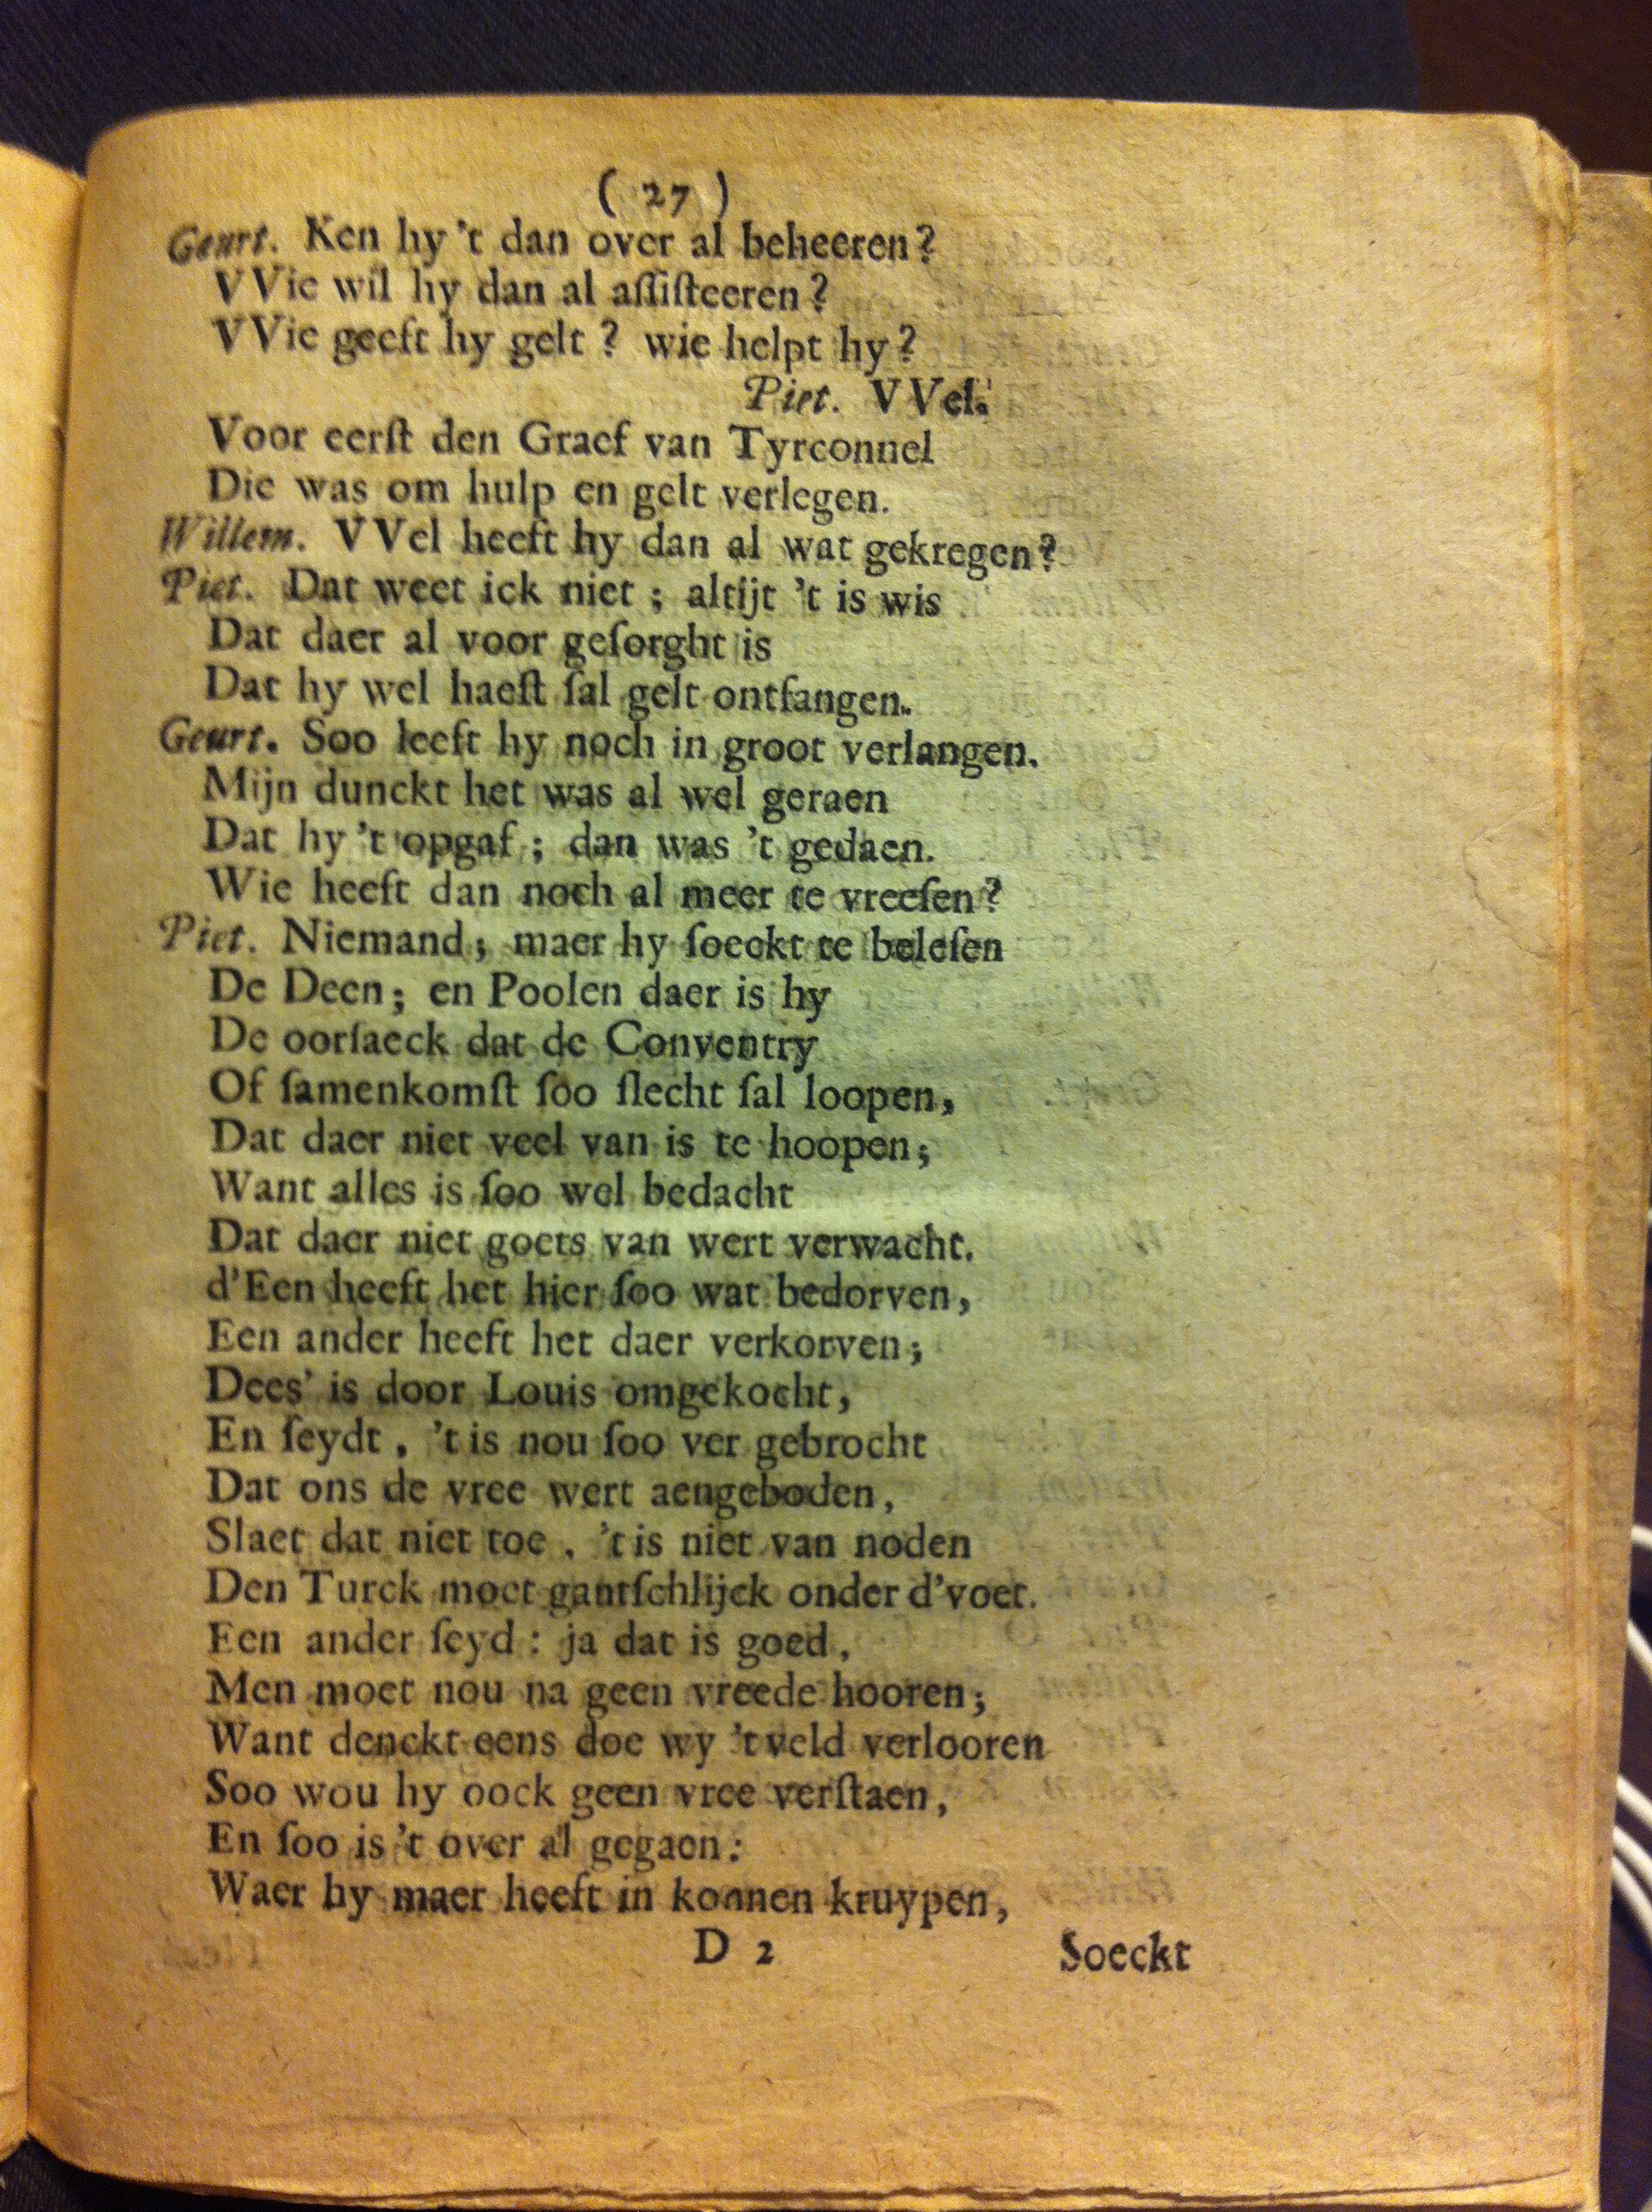 ( 27 )
Geurt. Ken hy 't dan over al beheeren?
VVie wil hy dan al aſſiſteeren?
VVie geeft hy gelt? wie helpt hy?
Piet. VVel.
Voor eerſt den Graef van Tyrconnel
Die was om hulp en gelt verlegen.
Willem. VVel heeft hy dan al wat gekregen?
Piet. Dat weet ick niet; altijt 't is wis
Dat daer al voor geſorght is
Dat hy wel haeſt ſal gelt ontfangen.
Geurt. Soo leeft hy noch in groot verlangen.
Mijn dunckt het was al wel geraen
Dat hy 't opgaf; dan was 't gedaen.
Wie heeft dan noch al meer te vreeſen?
Piet. Niemand; maer hy ſoeckt te beleſen
De Deen; en Poolen daer is hy
De oorſaeck dat de Conventry
Of ſamenkomſt ſoo ſlecht ſal loopen,
Dat daer niet veel van is te hoopen;
Want alles is ſoo wel bedacht
Dat daer niet goets van wert verwacht.
d'Een heeft het hier ſoo wat bedorven,
Een ander heeft het daer verkorven;
Dees' is door Louis omgekocht,
En ſeydt, 't is nou ſoo ver gebrocht
Dat ons de vree wert aengeboden,
Slaet dat niet toe, 't is niet van noden
Den Turck moet gantſchlijck onder d'voet.
Een ander ſeyd: ja dat is goed,
Men moet nou na geen vreede hooren;
Want denckt eens doe wy 't veld verlooren
Soo wou hy oock geen vree verſtaen,
En ſoo is 't over al gegaen:
Waer hy maer heeft in konnen kruypen,
D 2
Soeckt